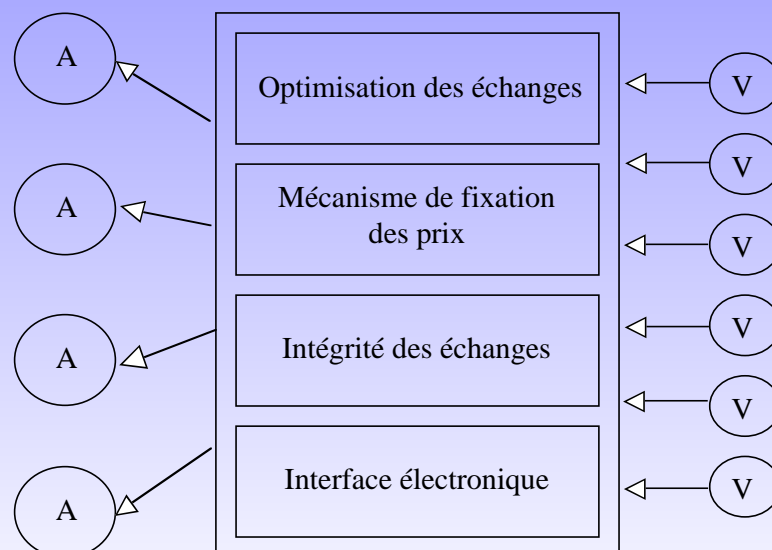 A
A
A
A
Optimisation des échanges
Mécanisme de fixation
des prix
Intégrité des échanges
Interface électronique
V
V
V
V
V
V